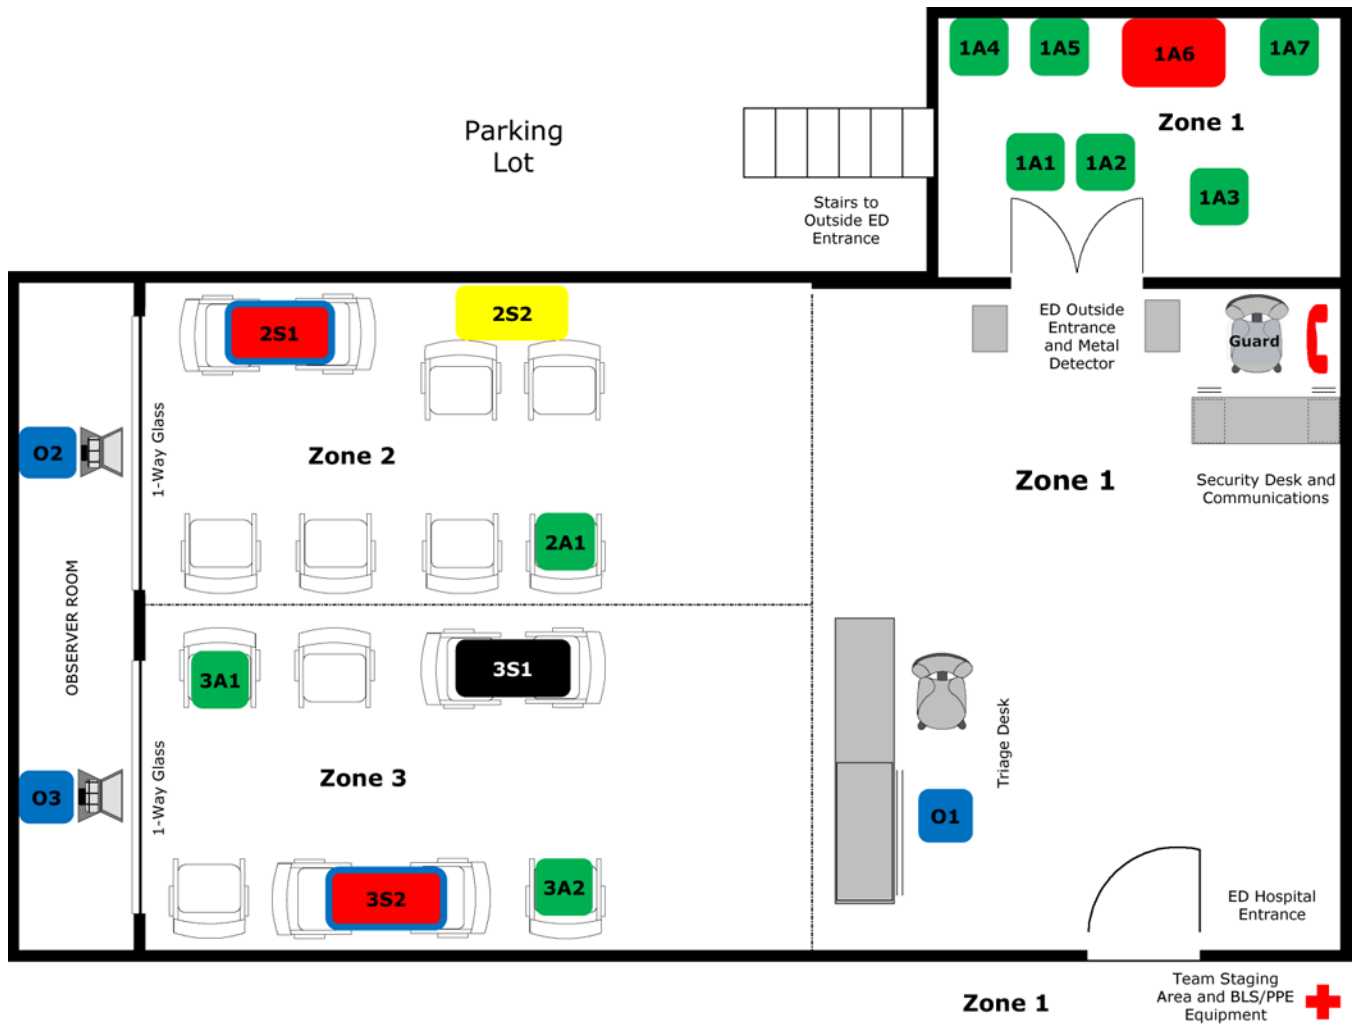 1A4
1A5
1A6
1A7
Zone 1
Parking
Lot
1A1
1A2
1A3
Stairs to
Outside ED
Entrance
2S1
2S2
ED Outside
Entrance
and Metal
Detector
Guard
1-Way Glass
O2
Zone 2
Zone 1
Security Desk and
Communications
2A1
OBSERVER ROOM
3A1
3S1
Triage Desk
1-Way Glass
O3
Zone 3
O1
3S2
3A2
ED Hospital
Entrance
Zone 1
Team Staging
Area and BLS/PPE
Equipment